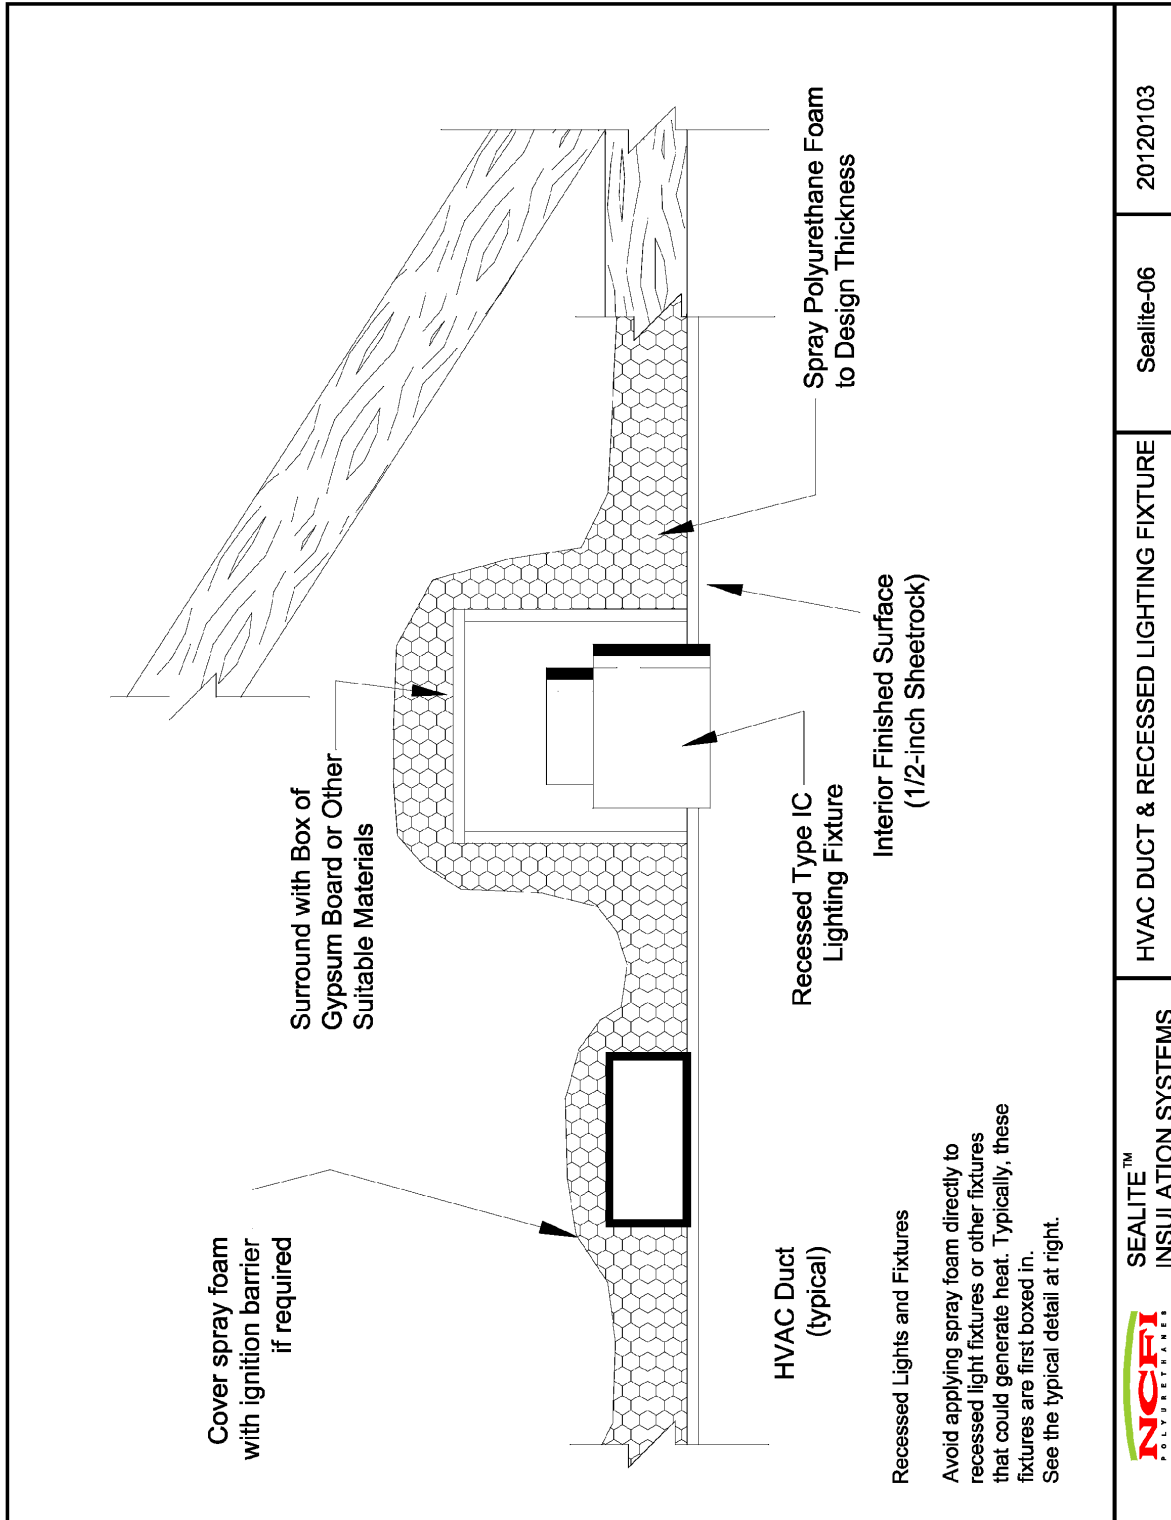 Cover spray foam
with ignition barrier
if required
Surround with Box of
Gypsum Board or Other
Suitable Materials
HVAC Duct
(typical)
Recessed Type IC
Lighting Fixture
Interior Finished Surface
(1/2-inch Sheetrock)
Spray Polyurethane Foam
to Design Thickness
Recessed Lights and Fixtures
Avoid applying spray foam directly to
recessed light fixtures or other fixtures
that could generate heat. Typically, these
fixtures are first boxed in.
See the typical detail at right.
NCFI
POLYURETHANES
SEALITE™
INSULATION SYSTEMS
HVAC DUCT & RECESSED LIGHTING FIXTURE
Sealite-06
20120103